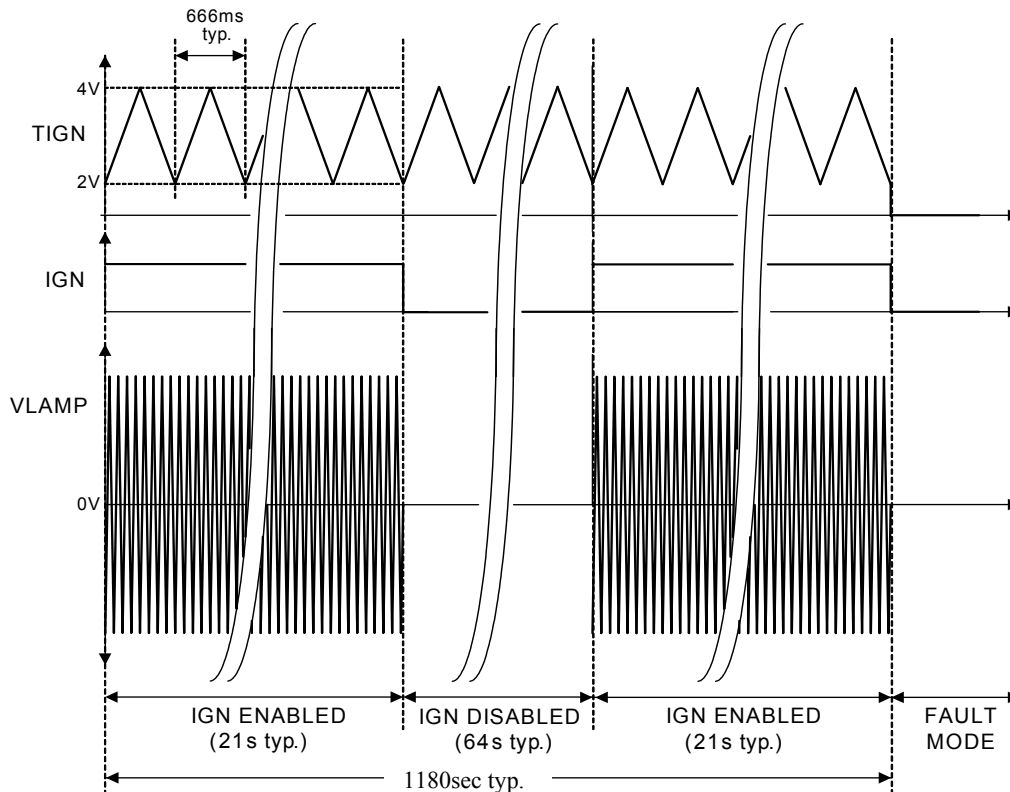 666ms
typ.
4V
TIGN
2V
IGN
VLAMP
0V
IGN ENABLED
(21s typ.)
IGN DISABLED
(64s typ.)
IGN ENABLED
(21s typ.)
FAULT
MODE
1180sec typ.